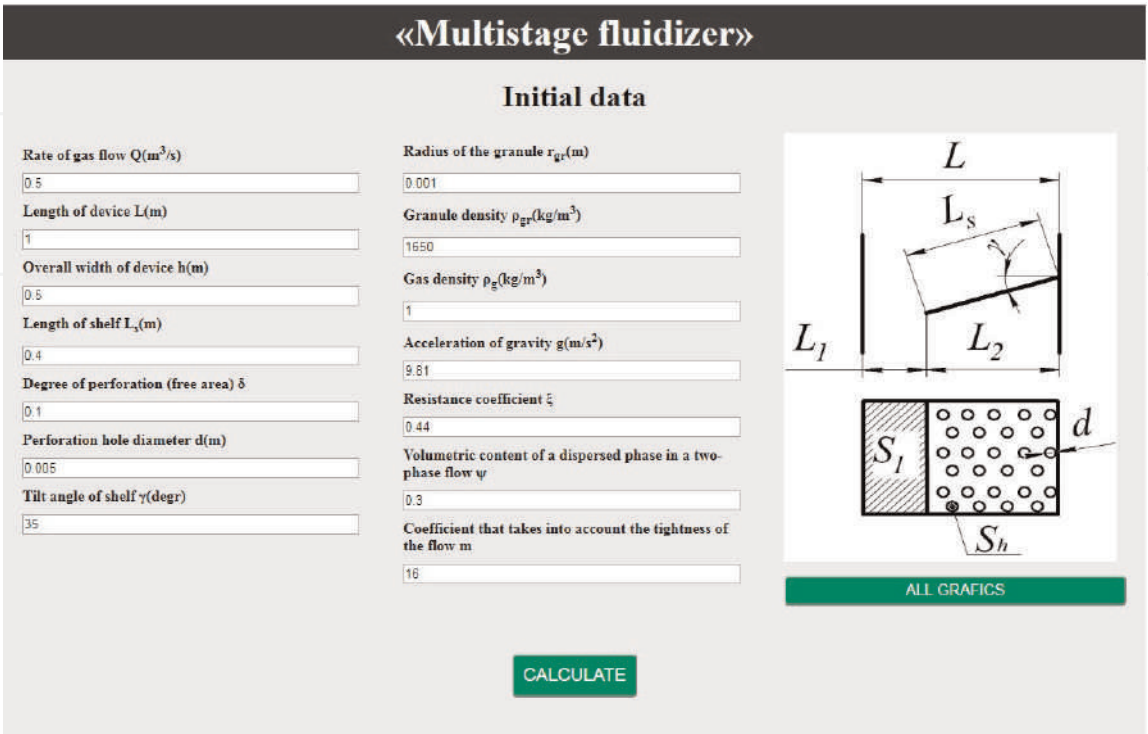 «Multistage fluidizer»
Initial data
Rate of gas flow Q(m³/s)
0.5
Length of device L(m)
1
Overall width of device h(m)
0.5
Length of shelf Lₛ(m)
0.4
Degree of perforation (free area) δ
0.1
Perforation hole diameter d(m)
0.005
Tilt angle of shelf γ(degr)
35
Radius of the granule r_gr(m)
0.001
Granule density ρ_gr(kg/m³)
1650
Gas density ρ_g(kg/m³)
1
Acceleration of gravity g(m/s²)
9.81
Resistance coefficient ξ
0.44
Volumetric content of a dispersed phase in a two-
phase flow ψ
0.3
Coefficient that takes into account the tightness of
the flow m
16
CALCULATE
L
Lₛ
γ
L₁
L₂
S₁
d
Sₕ
ALL GRAFICS